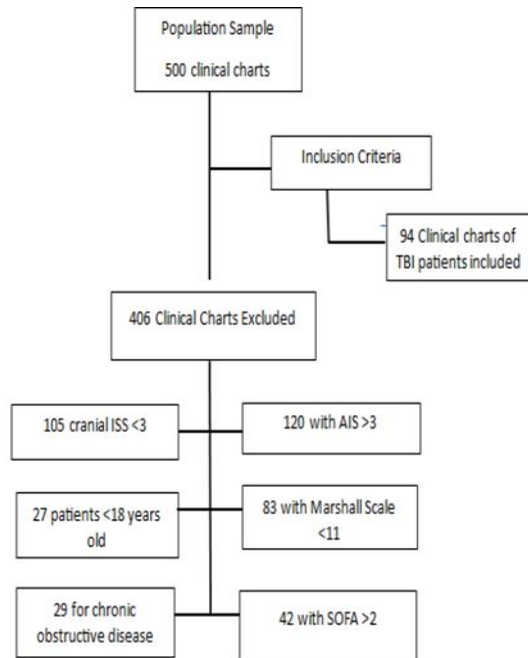 Population Sample
500 clinical charts
Inclusion Criteria
94 Clinical charts of
TBI patients included
406 Clinical Charts Excluded
105 cranial ISS <3
120 with AIS >3
27 patients <18 years
old
83 with Marshall Scale
<11
29 for chronic
obstructive disease
42 with SOFA >2